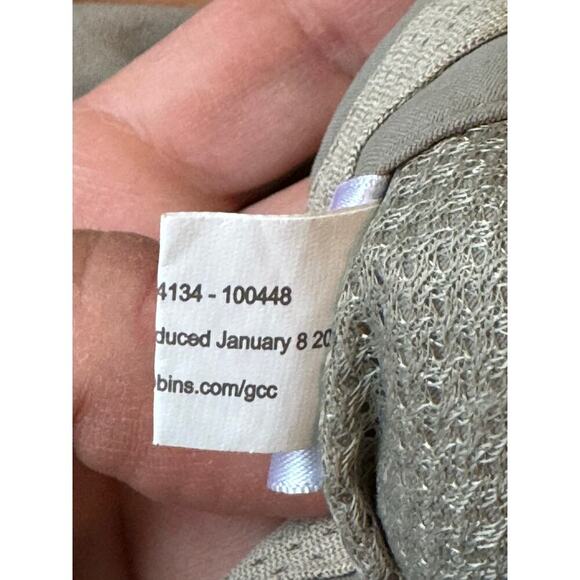 4134 - 100448
duced January 8 20
bins.com/gcc